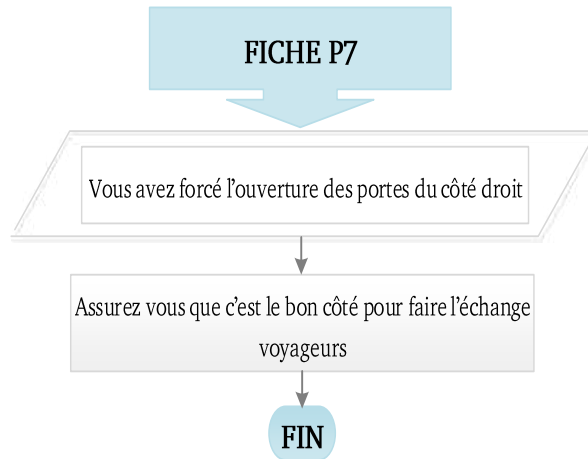 FICHE P7
Vous avez forcé l'ouverture des portes du côté droit
Assurez vous que c'est le bon côté pour faire l'échange
voyageurs
FIN